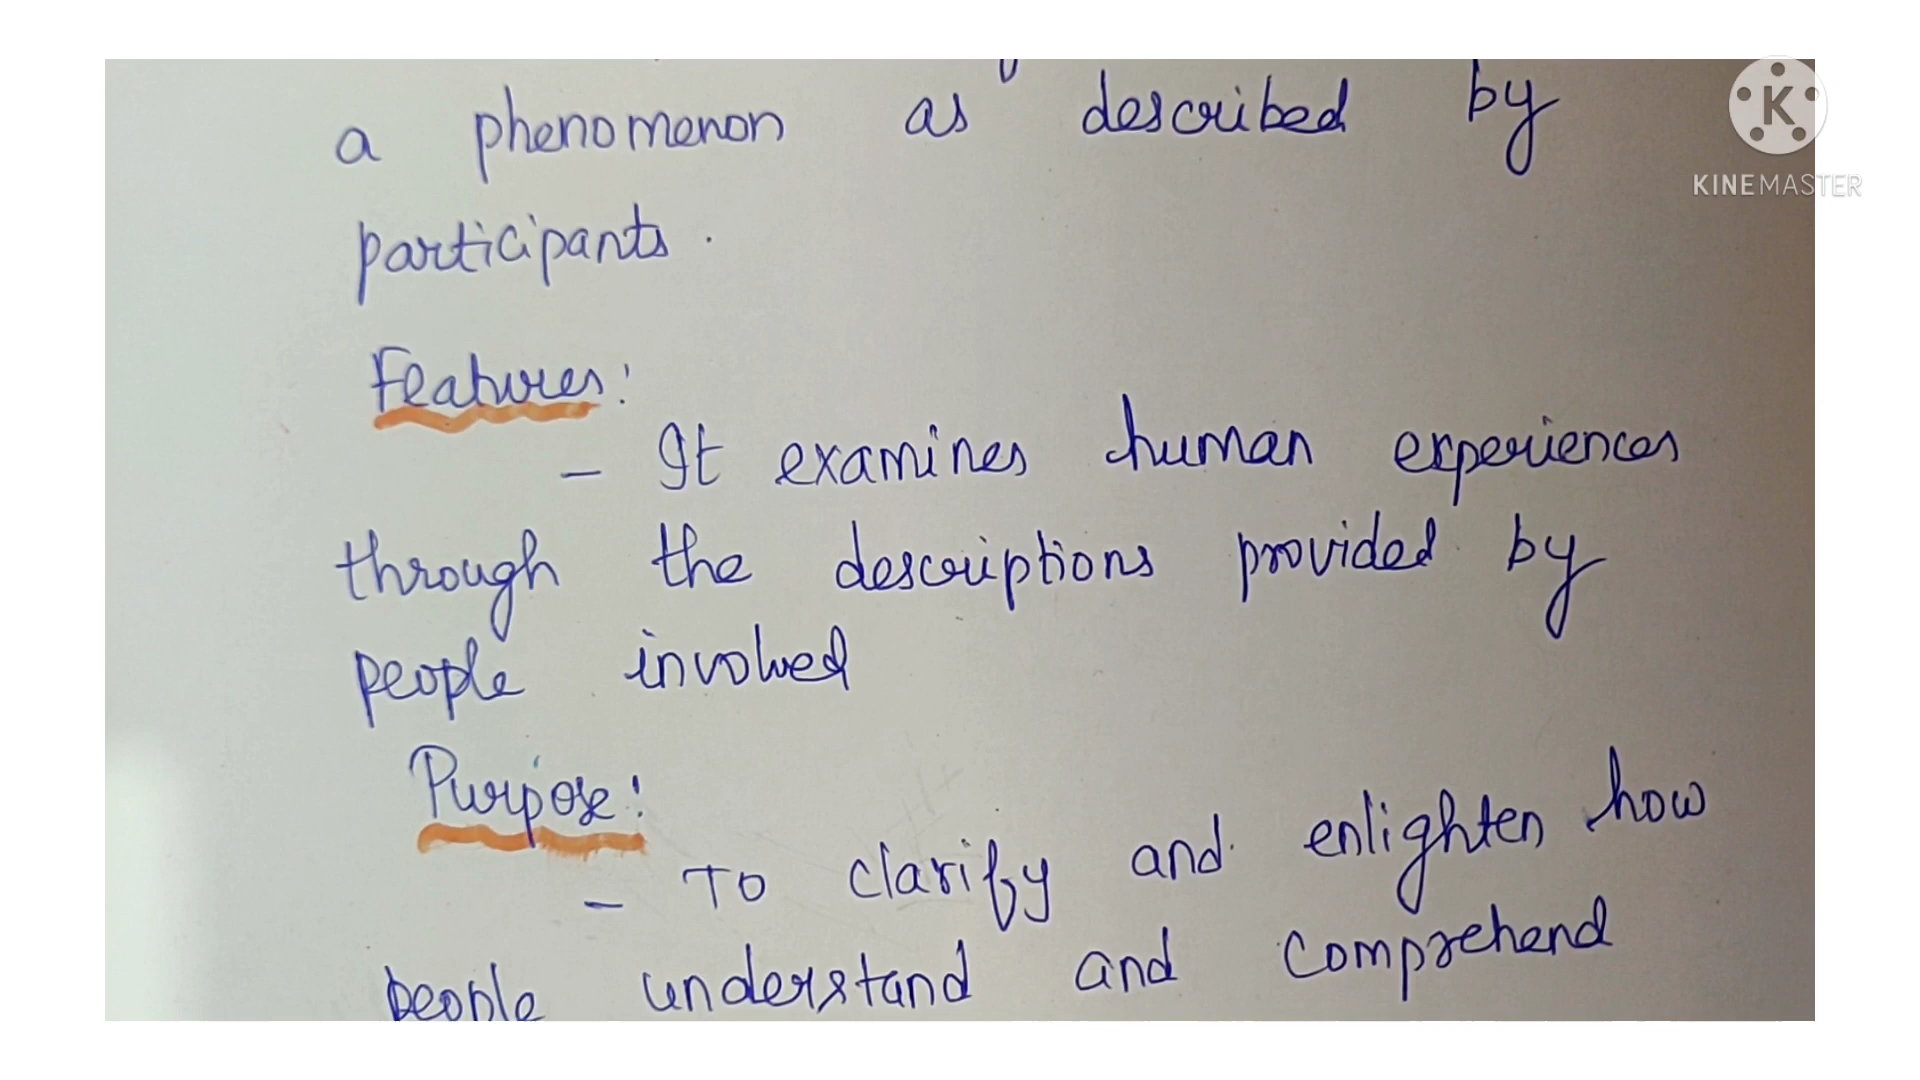 a phenomenon as described by
participants.
Features:
- It examines human experiences
through the descriptions provided by
people involved
Purpose:
- To clarify and enlighten how
people understand and comprehend
K
KINEMASTER